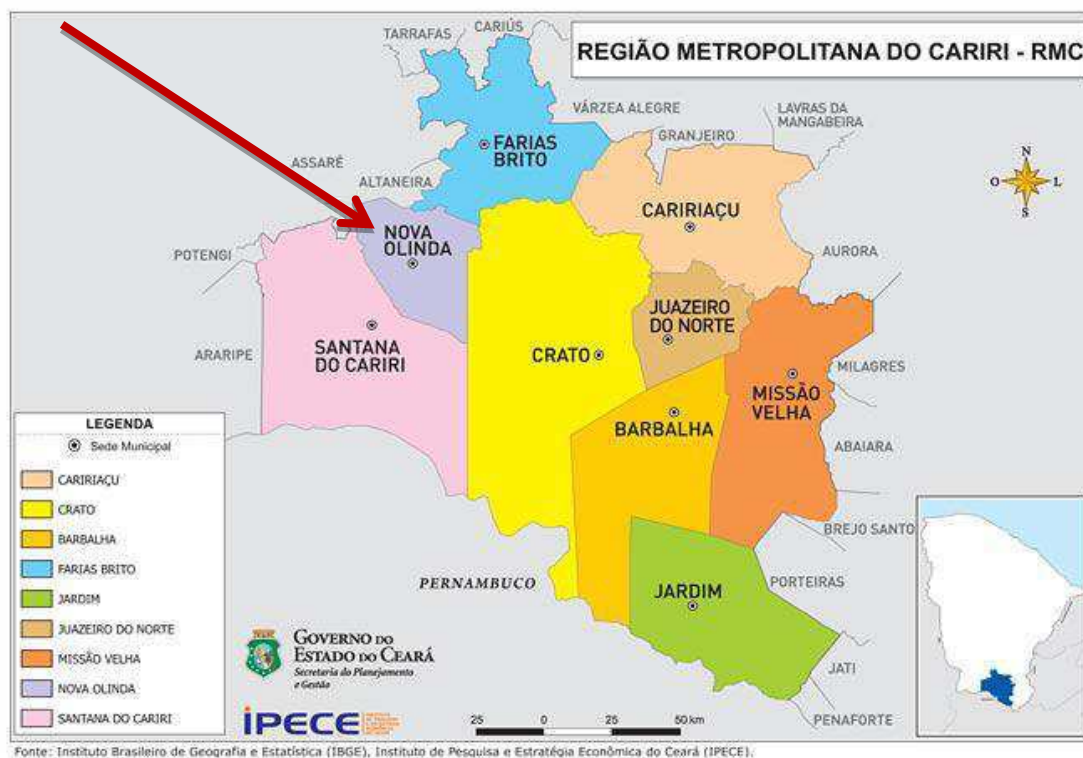 REGIÃO METROPOLITANA DO CARIRI - RMC
TARRAFAS
CARIÚS
VÁRZEA ALEGRE
LAVRAS DA
MANGABEIRA
GRANJEIRO
FARIAS
BRITO
ASSARÉ
ALTANEIRA
N
O
L
S
CARIRIAÇU
NOVA
OLINDA
POTENGI
AURORA
JUAZEIRO
DO NORTE
SANTANA
DO CARIRI
CRATO
ARARIPE
MILAGRES
MISSÃO
VELHA
BARBALHA
ABAIARA
BREJO SANTO
PERNAMBUCO
PORTEIRAS
JARDIM
JATI
PENAFORTE
LEGENDA
Sede Municipal
CARIRIAÇU
CRATO
BARBALHA
FARIAS BRITO
JARDIM
JUAZEIRO DO NORTE
MISSÃO VELHA
NOVA OLINDA
SANTANA DO CARIRI
GOVERNO DO
ESTADO DO CEARÁ
Secretaria do Planejamento
e Gestão
IPECE
25 0 25 50 km
Fonte: Instituto Brasileiro de Geografia e Estatística (IBGE), Instituto de Pesquisa e Estratégia Econômica do Ceará (IPECE).